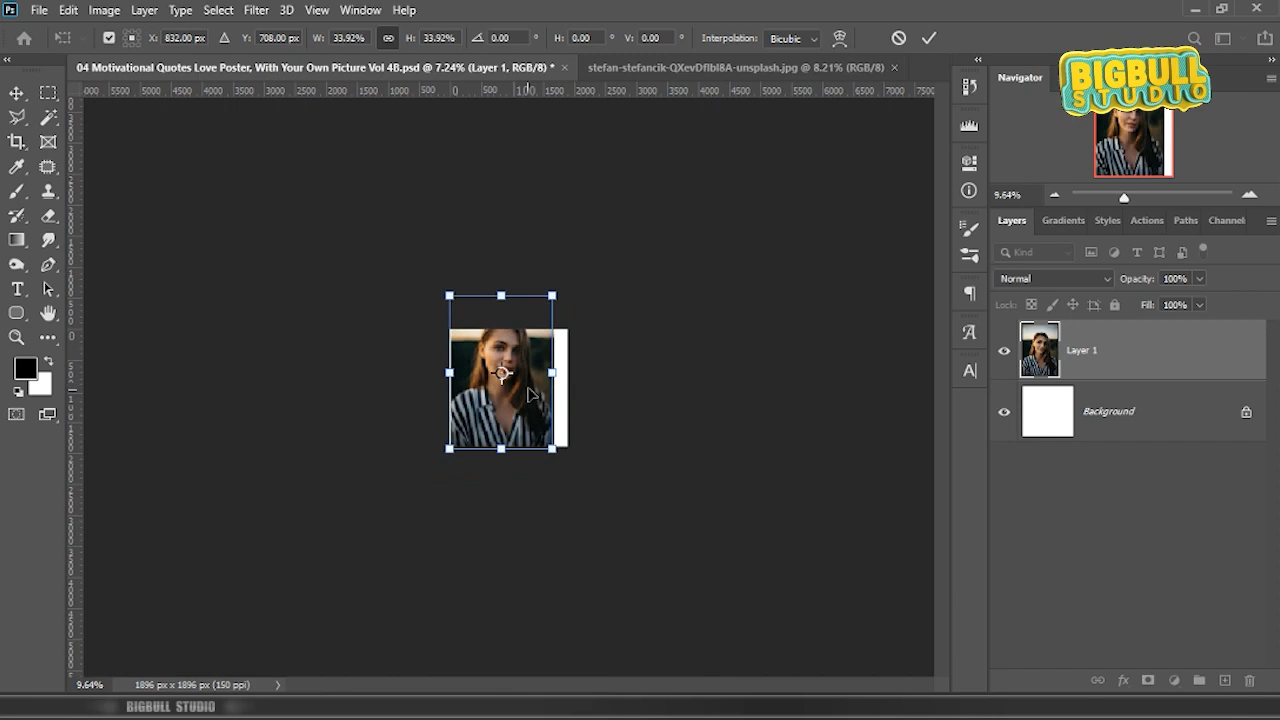 File Edit Image Layer Type Select Filter 3D View Window Help
X: 832.00 px Y: 708.00 px W: 33.92% H: 33.92% 0.00 ° H: 0.00 ° V: 0.00 ° Interpolation: Bicubic
04 Motivational Quotes Love Poster, With Your Own Picture Vol 4B.psd @ 7.74% (Layer 1, RGB/8) * × stefan-stefancik-QXevDflbl8A-unsplash.jpg @ 8.21% (RGB/8) ×
BIGBULL
STUDIO
Navigator
9.64%
Layers Gradients Styles Actions Paths Channel
Kind
Normal Opacity: 100%
Lock: Fill: 100%
Layer 1
Background
9.64% 1896 px x 1896 px (150 ppi)
BIGBULL STUDIO